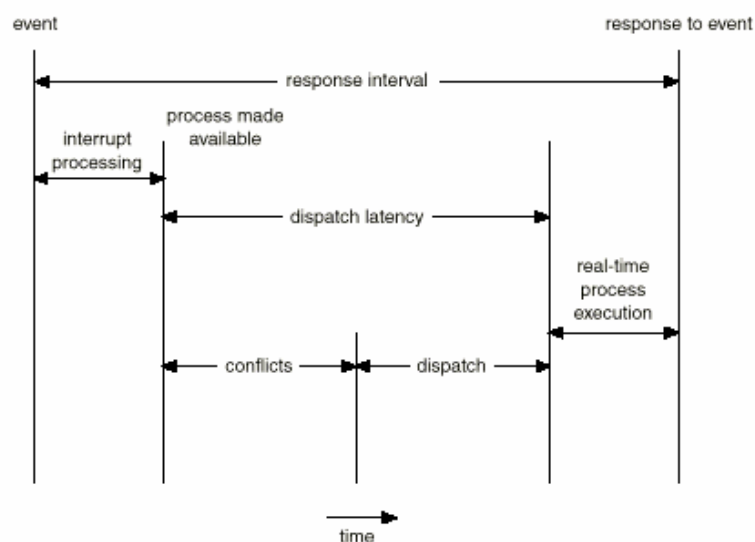 event
response to event
response interval
process made
available
interrupt
processing
dispatch latency
real-time
process
execution
conflicts
dispatch
time